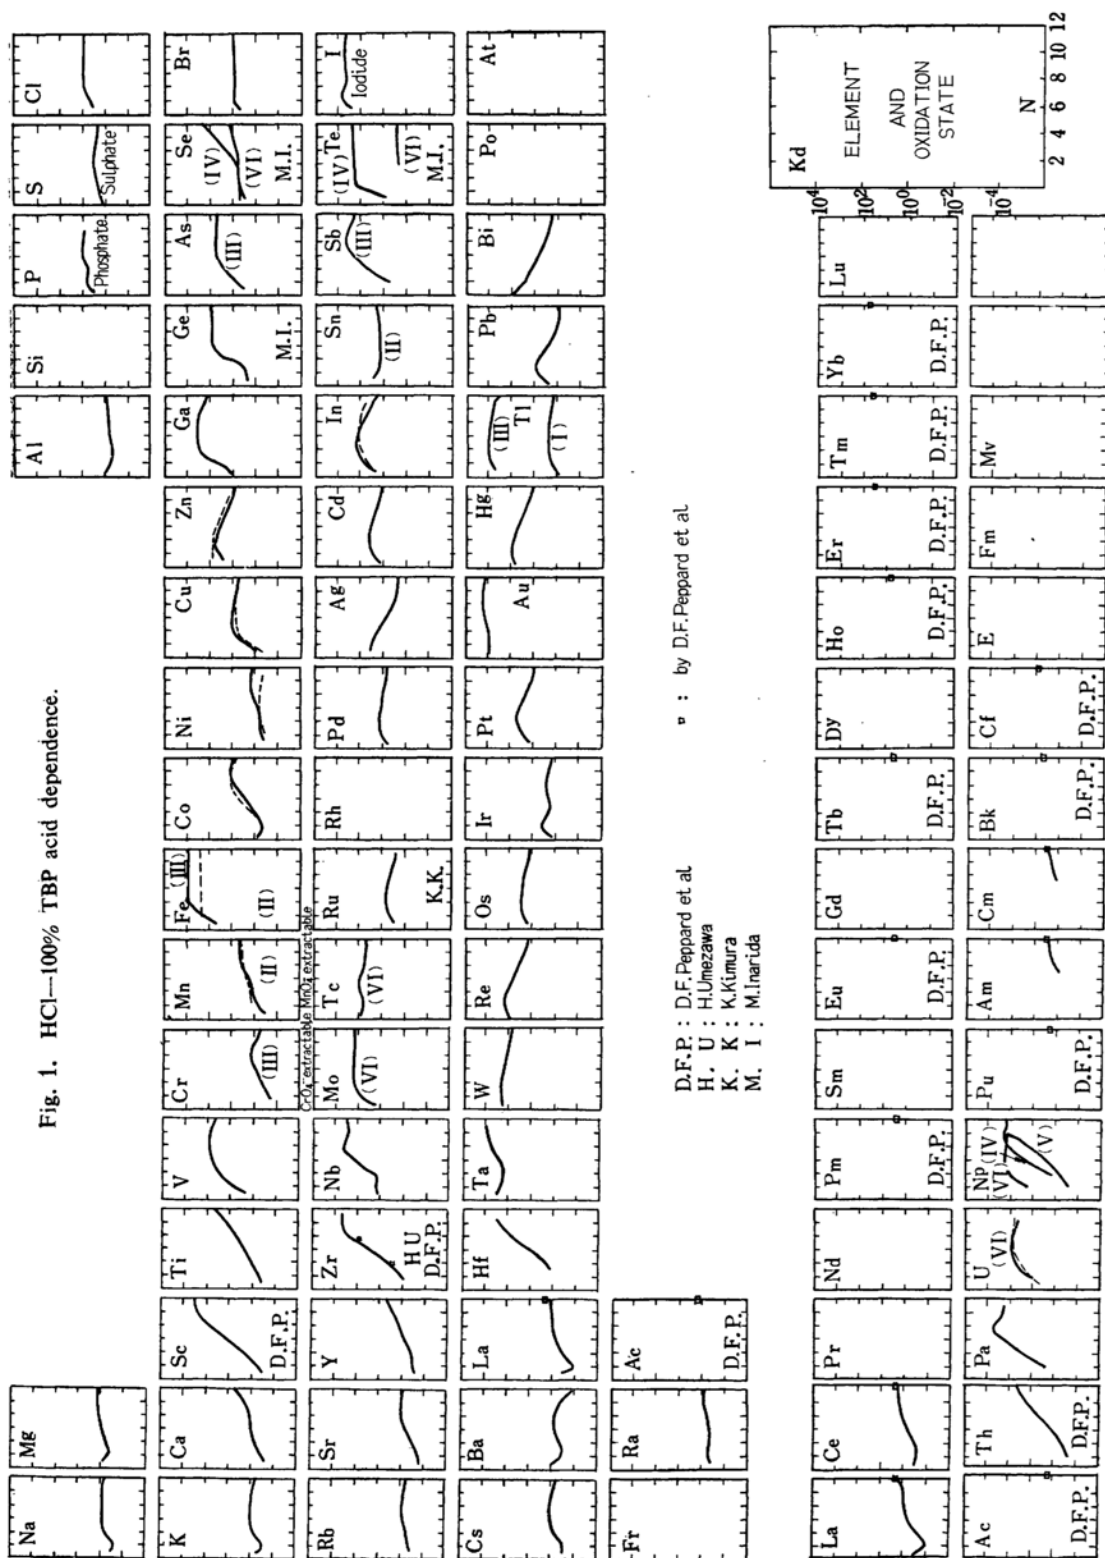 Fig. 1. HCl—100% TBP acid dependence.
Na Mg Al Si P S Cl
Phosphate Sulphate
K Ca Sc Ti V Cr Mn Fe Co Ni Cu Zn Ga Ge As Se Br
D.F.P. (III) (II) (III) (II) M.I. (III) (IV) (VI) M.I.
CrO₄⁻extractable MnO₄⁻extractable
Rb Sr Y Zr Nb Mo Tc Ru Rh Pd Ag Cd In Sn Sb Te I
H U D.F.P. (VI) (VI) K.K. (II) (III) (IV) (VI) M.I. Iodide
Cs Ba La Hf Ta W Re Os Ir Pt Au Hg Tl Pb Bi Po At
(III) (I)
Fr Ra Ac
D.F.P.
D.F.P. : D.F.Peppard et al
H. U : H.Umezawa
K. K : K.Kimura
M. I : M.Inarida
: by D.F.Peppard et al
La Ce Pr Nd Pm Sm Eu Gd Tb Dy Ho Er Tm Yb Lu
D.F.P. D.F.P. D.F.P. D.F.P. D.F.P. D.F.P. D.F.P.
Ac Th Pa U Np Pu Am Cm Bk Cf E Fm Mv
D.F.P. D.F.P. (VI) (VI) (IV) (V) D.F.P. D.F.P. D.F.P.
Kd
10⁴
10²
10⁰
10⁻²
10⁻⁴
ELEMENT
AND
OXIDATION
STATE
N
2 4 6 8 10 12